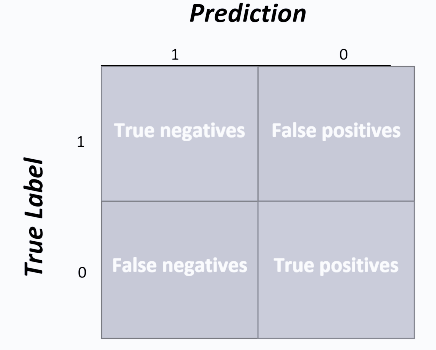 Prediction
1 0
True negatives False positives
1
True Label
False negatives True positives
0